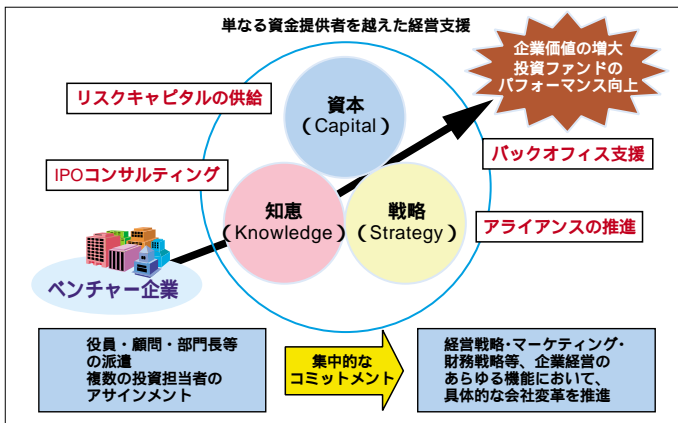 単なる資金提供者を越えた経営支援
企業価値の増大
投資ファンドの
パフォーマンス向上
リスクキャピタルの供給
資本
（Capital）
バックオフィス支援
IPOコンサルティング
知恵
（Knowledge）
戦略
（Strategy）
アライアンスの推進
ベンチャー企業
役員・顧問・部門長等
の派遣
複数の投資担当者の
アサインメント
集中的な
コミットメント
経営戦略・マーケティング・
財務戦略等、企業経営の
あらゆる機能において、
具体的な会社変革を推進